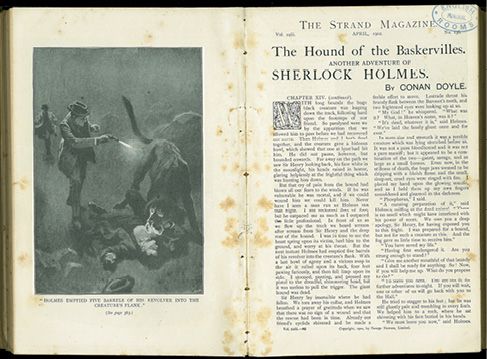 "HOLMES EMPTIED FIVE BARRELS OF HIS REVOLVER INTO THE
CREATURE'S FLANK."
(See page 363.)
THE STRAND MAGAZINE.
Vol. xxiii. APRIL, 1902. No.
The Hound of the Baskervilles.
ANOTHER ADVENTURE OF
SHERLOCK HOLMES.
BY CONAN DOYLE.
CHAPTER XIV. (continued).
WITH long bounds the huge
black creature was leaping
down the track, following hard
upon the footsteps of our
friend. So paralyzed were we
by the apparition that we
allowed him to pass before we had recovered
our nerve. Then Holmes and I both fired
together, and the creature gave a hideous
howl, which showed that one at least had hit
him. He did not pause, however, but
bounded onwards. Far away on the path we
saw Sir Henry looking back, his face white in
the moonlight, his hands raised in horror,
glaring helplessly at the frightful thing which
was hunting him down.
But that cry of pain from the hound had
blown all our fears to the winds. If he was
vulnerable he was mortal, and if we could
wound him we could kill him. Never
have I seen a man run as Holmes ran
that night. I am reckoned fleet of foot,
but he outpaced me as much as I outpaced
the little professional. In front of us as
we flew up the track we heard scream
after scream from Sir Henry and the deep
roar of the hound. I was in time to see the
beast spring upon its victim, hurl him to the
ground, and worry at his throat. But the
next instant Holmes had emptied five barrels
of his revolver into the creature's flank. With
a last howl of agony and a vicious snap in
the air it rolled upon its back, four feet
pawing furiously, and then fell limp upon its
side. I stooped, panting, and pressed my
pistol to the dreadful, shimmering head, but
it was useless to pull the trigger. The giant
hound was dead.
Sir Henry lay insensible where he had
fallen. We tore away his collar, and Holmes
breathed a prayer of gratitude when we saw
that there was no sign of a wound and that
the rescue had been in time. Already our
friend's eyelids shivered and he made a
feeble effort to move. Lestrade thrust his
brandy-flask between the Baronet's teeth, and
two frightened eyes were looking up at us.
"My God!" he whispered. "What was
it? What, in Heaven's name, was it?"
"It's dead, whatever it is," said Holmes.
"We've laid the family ghost once and for
ever."
In mere size and strength it was a terrible
creature which was lying stretched before us.
It was not a pure bloodhound and it was not
a pure mastiff; but it appeared to be a com-
bination of the two—gaunt, savage, and as
large as a small lioness. Even now, in the
stillness of death, the huge jaws seemed to be
dripping with a bluish flame and the small,
deep-set, cruel eyes were ringed with fire. I
placed my hand upon the glowing muzzle,
and as I held them up my own fingers
smouldered and gleamed in the darkness.
"Phosphorus," I said.
"A cunning preparation of it," said
Holmes, sniffing at the dead animal. "There
is no smell which might have interfered with
his power of scent. We owe you a deep
apology, Sir Henry, for having exposed you
to this fright. I was prepared for a hound,
but not for such a creature as this. And the
fog gave us little time to receive him."
"You have saved my life."
"Having first endangered it. Are you
strong enough to stand?"
"Give me another mouthful of that brandy
and I shall be ready for anything. So! Now,
if you will help me up. What do you propose
to do?"
"To leave you here. You are not fit for
further adventures to-night. If you will wait,
one or other of us will go back with you to
the Hall."
He tried to stagger to his feet; but he was
still ghastly pale and trembling in every limb.
We helped him to a rock, where he sat
shivering with his face buried in his hands.
"We must leave you now," said Holmes.
Copyright, 1902, by George Newnes, Limited.